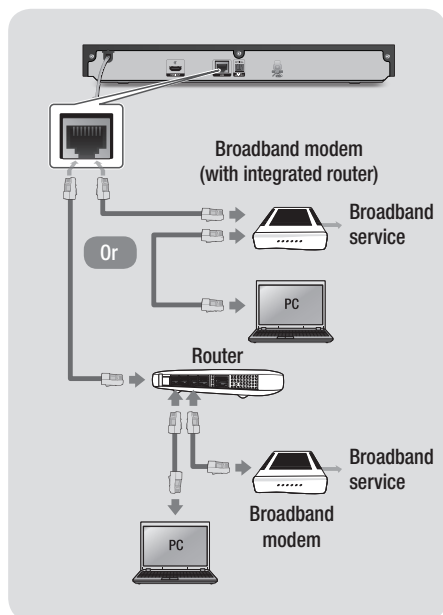 Broadband modem
(with integrated router)
Broadband
service
Or
PC
Router
Broadband
service
Broadband
modem
PC